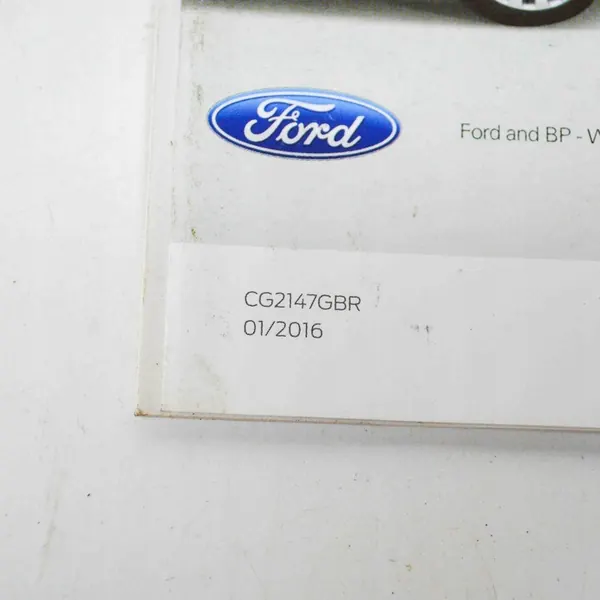 Ford
Ford and BP -
CG2147GBR
01/2016